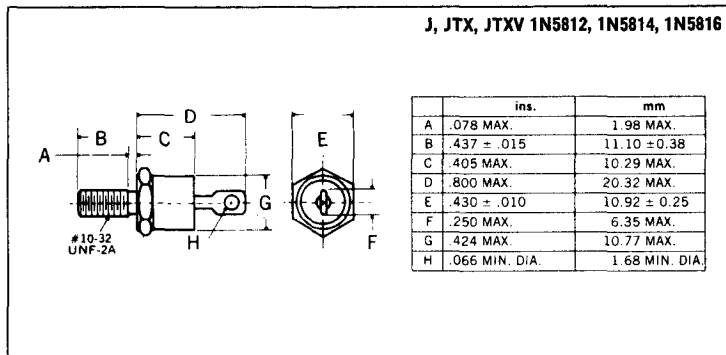 J, JTX, JTXV 1N5812, 1N5814, 1N5816
D
B
C
E
A
G
H
F
#10-32
UNF-2A
ins. mm
A .078 MAX. 1.98 MAX.
B .437 ± .015 11.10 ±0.38
C .405 MAX. 10.29 MAX.
D .800 MAX. 20.32 MAX.
E .430 ± .010 10.92 ± 0.25
F .250 MAX. 6.35 MAX.
G .424 MAX. 10.77 MAX.
H .066 MIN. DIA. 1.68 MIN. DIA.